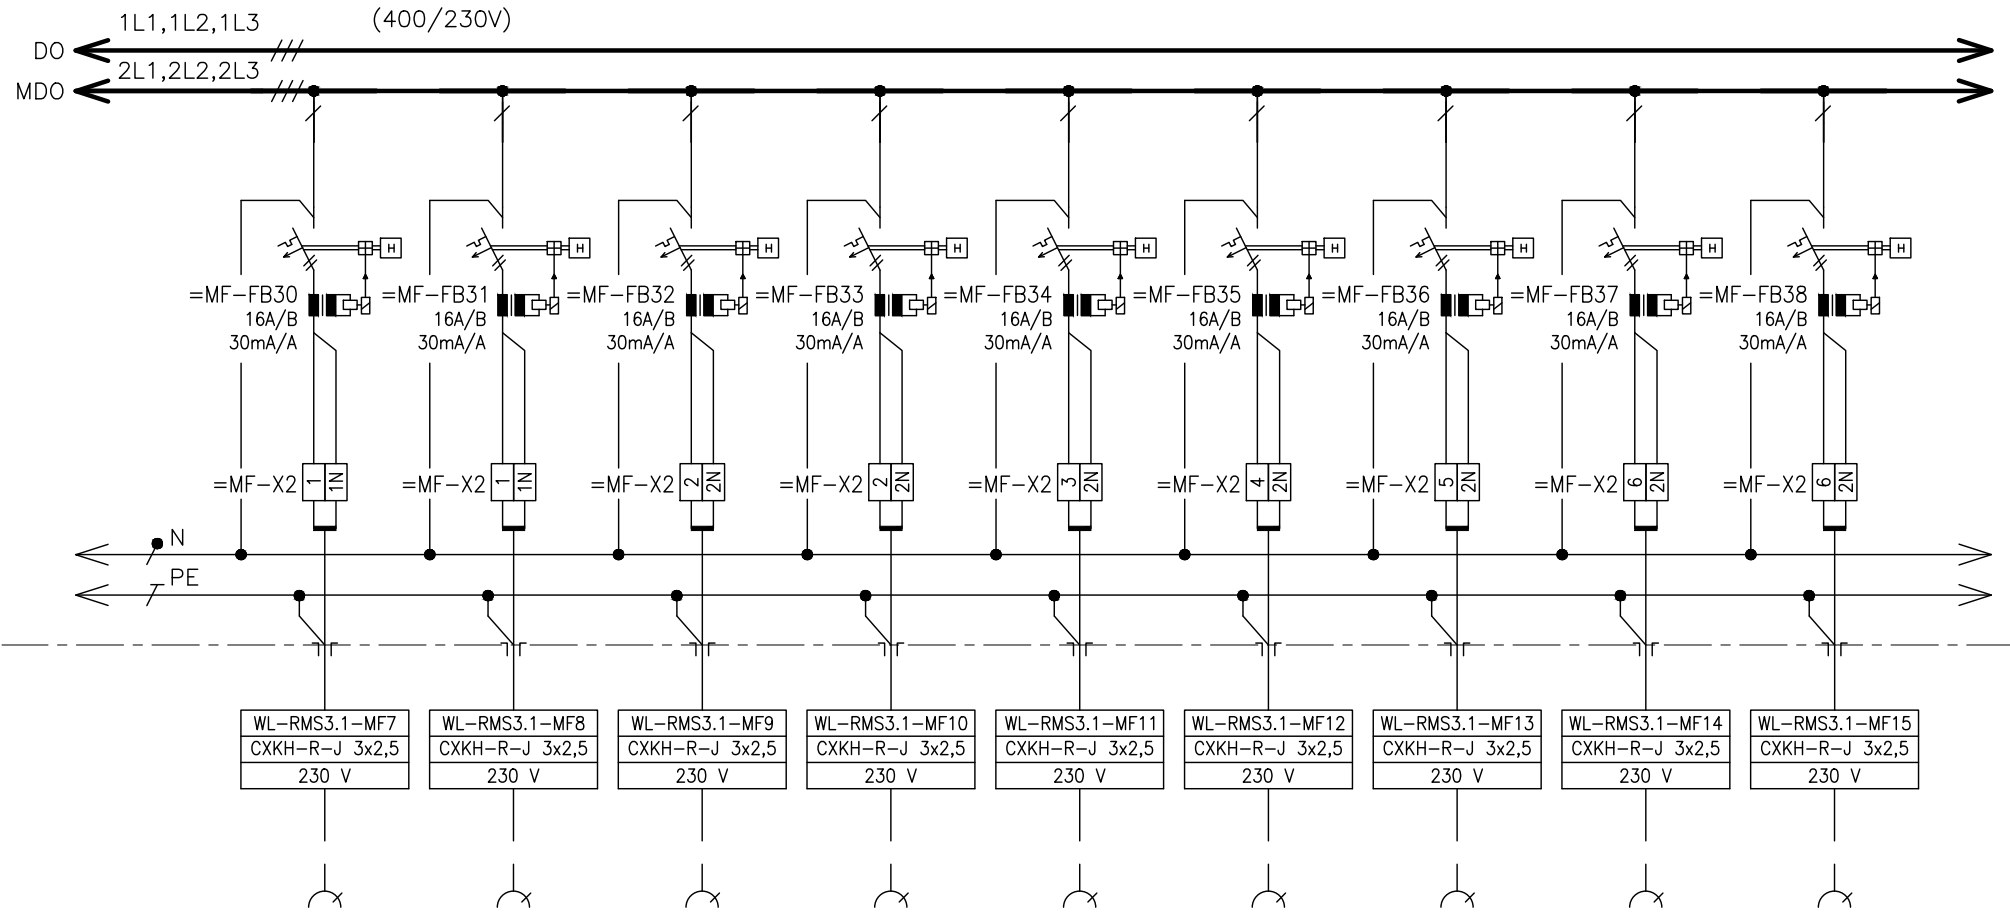 1L1,1L2,1L3 (400/230V)
DO
2L1,2L2,2L3
MDO
H H H H H H H H H
=MF-FB30 =MF-FB31 =MF-FB32 =MF-FB33 =MF-FB34 =MF-FB35 =MF-FB36 =MF-FB37 =MF-FB38
16A/B 16A/B 16A/B 16A/B 16A/B 16A/B 16A/B 16A/B 16A/B
30mA/A 30mA/A 30mA/A 30mA/A 30mA/A 30mA/A 30mA/A 30mA/A 30mA/A
=MF-X2 1 1N =MF-X2 1 1N =MF-X2 2 2N =MF-X2 2 2N =MF-X2 3 2N =MF-X2 4 2N =MF-X2 5 2N =MF-X2 6 2N =MF-X2 6 2N
N
PE
WL-RMS3.1-MF7 WL-RMS3.1-MF8 WL-RMS3.1-MF9 WL-RMS3.1-MF10 WL-RMS3.1-MF11 WL-RMS3.1-MF12 WL-RMS3.1-MF13 WL-RMS3.1-MF14 WL-RMS3.1-MF15
CXKH-R-J 3x2,5 CXKH-R-J 3x2,5 CXKH-R-J 3x2,5 CXKH-R-J 3x2,5 CXKH-R-J 3x2,5 CXKH-R-J 3x2,5 CXKH-R-J 3x2,5 CXKH-R-J 3x2,5 CXKH-R-J 3x2,5
230 V 230 V 230 V 230 V 230 V 230 V 230 V 230 V 230 V